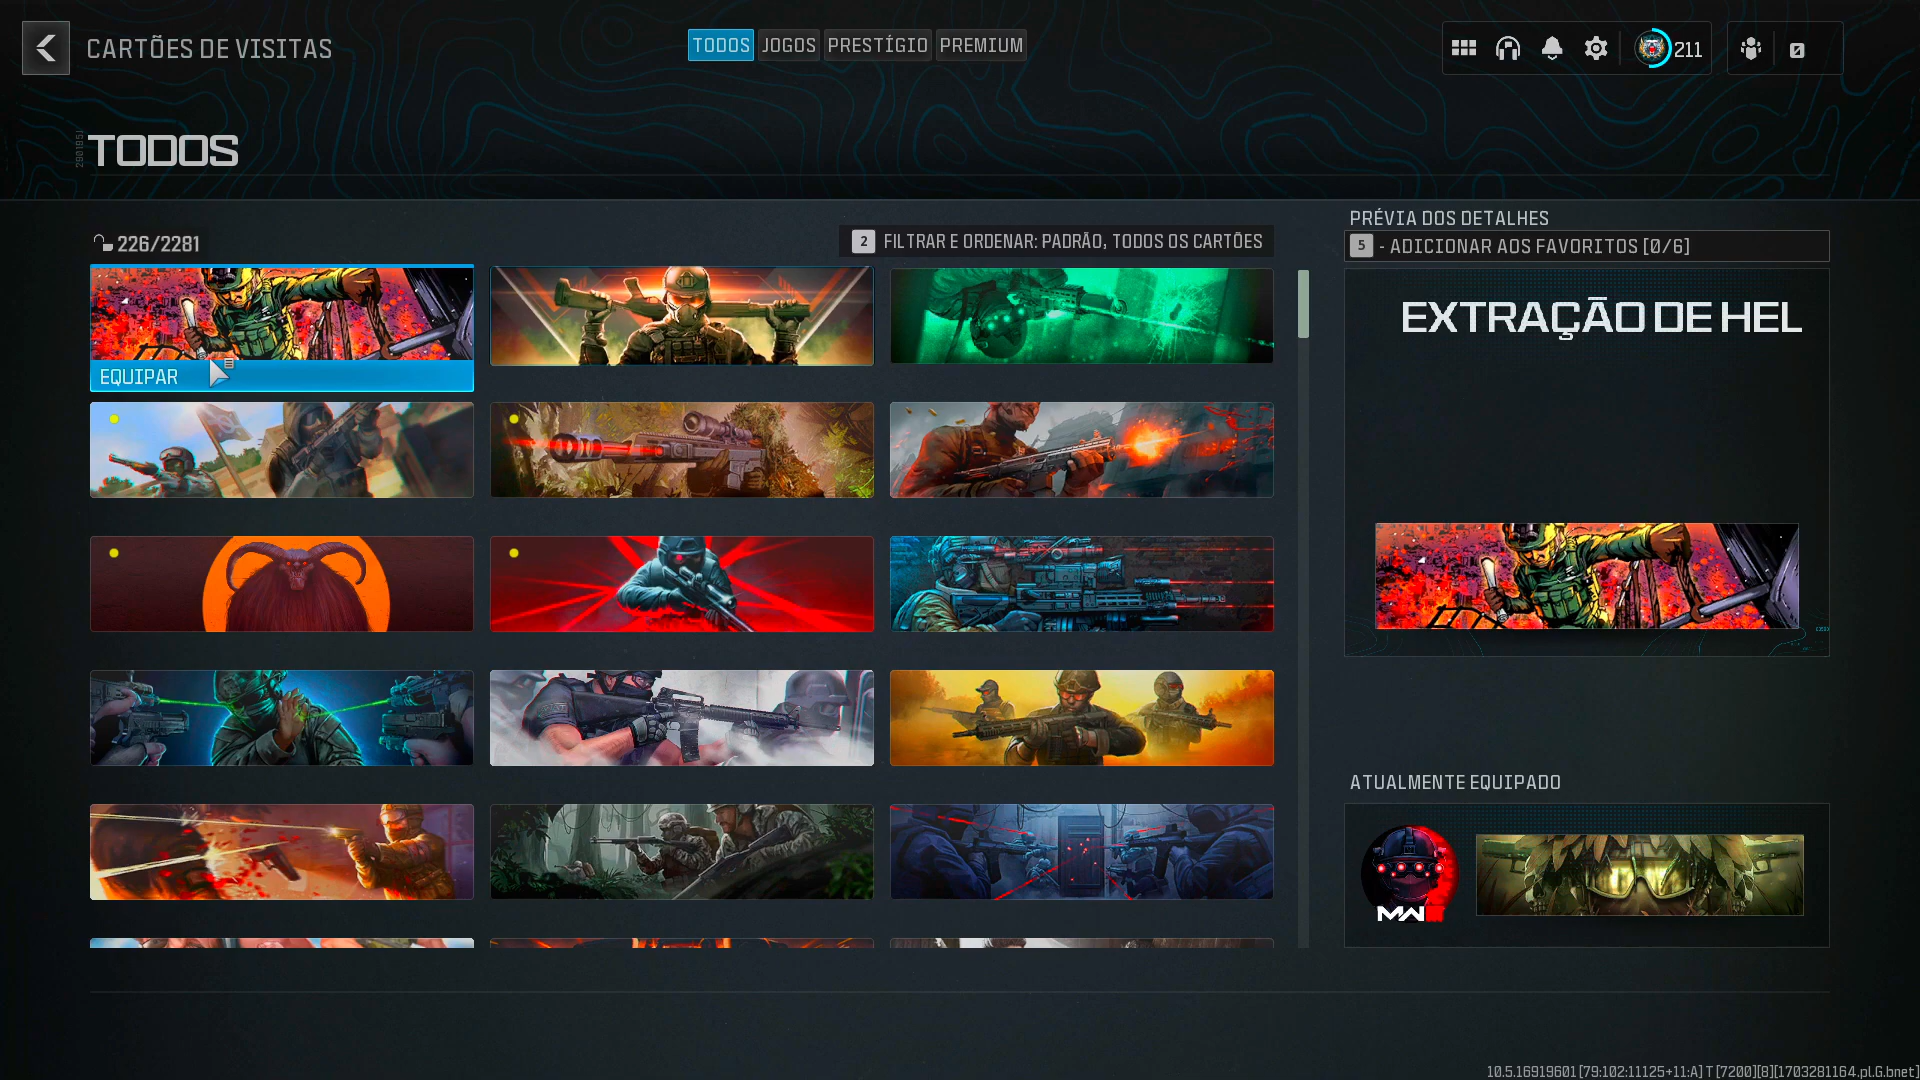 CARTÕES DE VISITAS
TODOS JOGOS PRESTÍGIO PREMIUM
211
0
TODOS
226/2281
2 FILTRAR E ORDENAR: PADRÃO, TODOS OS CARTÕES
PRÉVIA DOS DETALHES
5 - ADICIONAR AOS FAVORITOS [0/6]
EXTRAÇÃO DE HEL
EQUIPAR
ATUALMENTE EQUIPADO
MW
10.5.16919601[79:102:11125+11:A] T [7200][8][1703281164.pl.G.bnet]